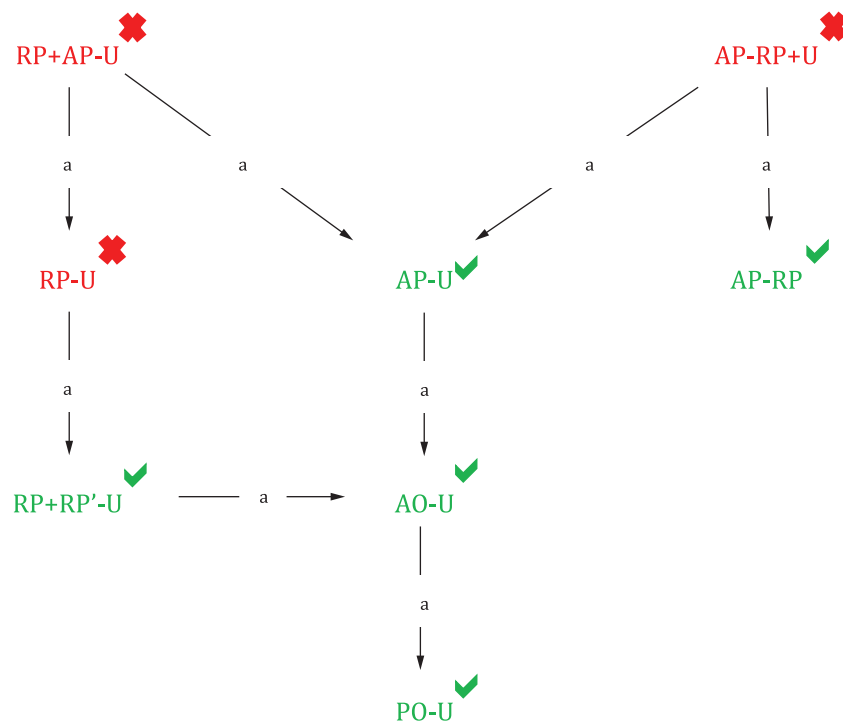 RP+AP-U
AP-RP+U
a
a
a
a
RP-U
AP-U
AP-RP
a
a
RP+RP’-U
a
AO-U
a
PO-U